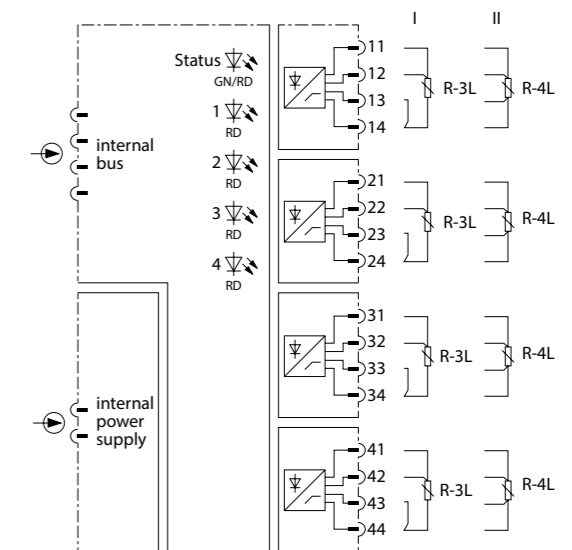 I II
Status
GN/RD
1
RD
2
RD
3
RD
4
RD
internal
bus
internal
power
supply
11
12
13
14
R-3L R-4L
21
22
23
24
R-3L R-4L
31
32
33
34
R-3L R-4L
41
42
43
44
R-3L R-4L